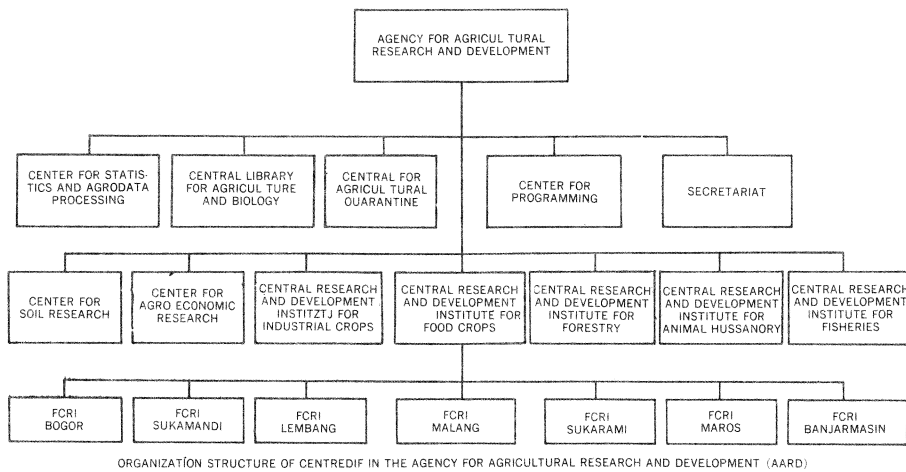 AGENCY FOR AGRICUL TURAL
RESEARCH AND DEVELOPMENT
CENTER FOR STATIS-
TICS AND AGRODATA
PROCESSING
CENTRAL LIBRARY
FOR AGRICUL TURE
AND BIOLOGY
CENTRAL FOR
AGRICUL TURAL
OUARANTINE
CENTER FOR
PROGRAMMING
SECRETARIAT
CENTER FOR
SOIL RESEARCH
CENTER FOR
AGRO ECONOMIC
RESEARCH
CENTRAL RESEARCH
AND DEVELOPMENT
INSTITZTJ FOR
INDUSTRIAL CROPS
CENTRAL RESEARCH
AND DEVELOPMENT
INSTITUTE FOR
FOOD CROPS
CENTRAL RESEARCH
AND DEVELOPMENT
INSTITUTE FOR
FORESTRY
CENTRAL RESEARCH
AND DEVELOPMENT
INSTITUTE FOR
ANIMAL HUSSANORY
CENTRAL RESEARCH
AND DEVELOPMENT
INSTITUTE FOR
FISHERIES
FCRI
BOGOR
FCRI
SUKAMANDI
FCRI
LEMBANG
FCRI
MALANG
FCRI
SUKARAMI
FCRI
MAROS
FCRI
BANJARMASIN
ORGANIZATÍON STRUCTURE OF CENTREDIF IN THE AGENCY FOR AGRICULTURAL RESEARCH AND DEVELOPMENT (AARD)